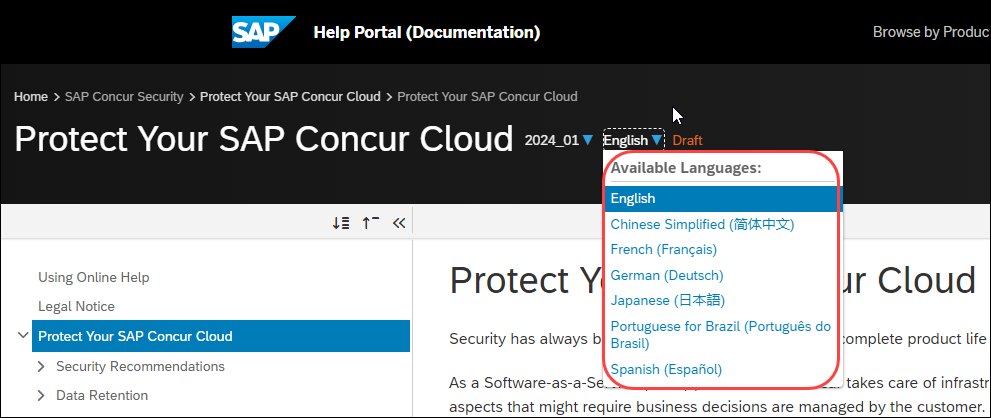 SAP Help Portal (Documentation) Browse by Produc
Home > SAP Concur Security > Protect Your SAP Concur Cloud > Protect Your SAP Concur Cloud
Protect Your SAP Concur Cloud 2024_01 English Draft
Available Languages:
English
Chinese Simplified (简体中文)
French (Français)
German (Deutsch)
Japanese (日本語)
Portuguese for Brazil (Português do
Brasil)
Spanish (Español)
Using Online Help
Legal Notice
Protect Your SAP Concur Cloud
Security Recommendations
Data Retention
Protect Yo ur Cloud
Security has always b complete product life
As a Software-as-a-Ser takes care of infrastr
aspects that might require business decisions are managed by the customer.